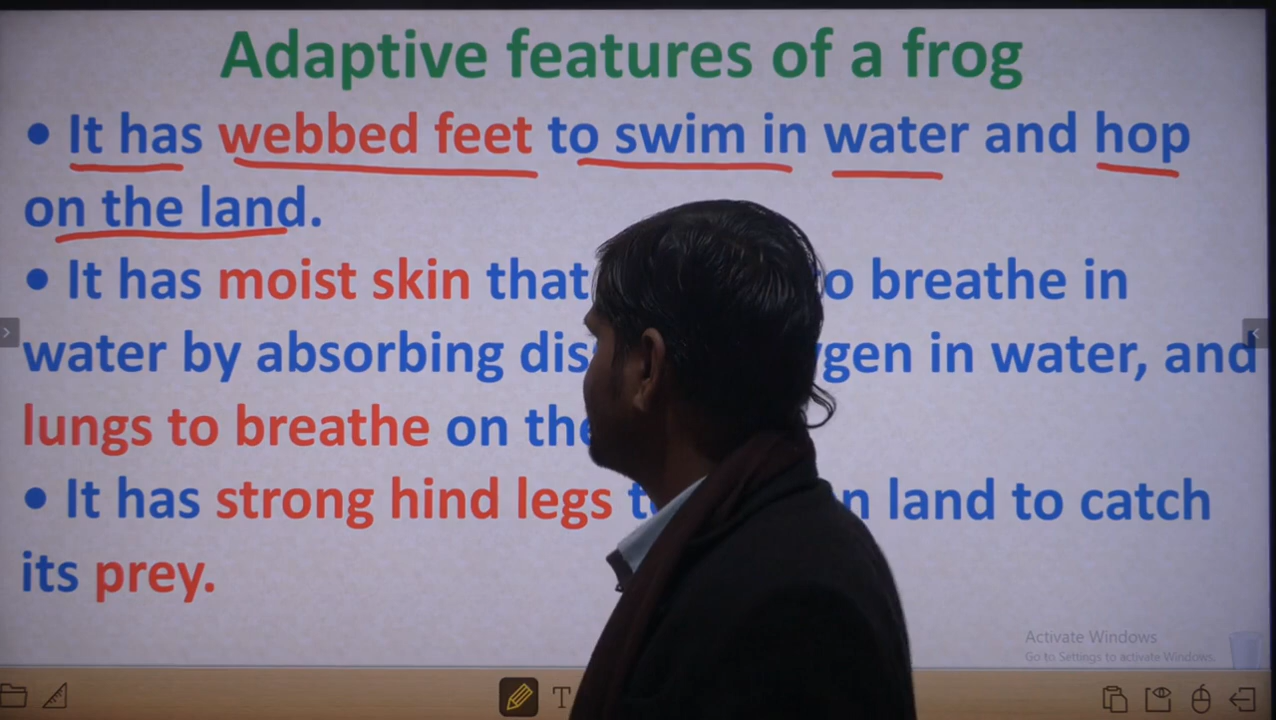 Adaptive features of a frog
• It has webbed feet to swim in water and hop
on the land.
• It has moist skin that to breathe in
water by absorbing in water, and
lungs to breathe on the
• It has strong hind legs land to catch
its prey.
Activate Windows
Go to Settings to activate Windows.
T